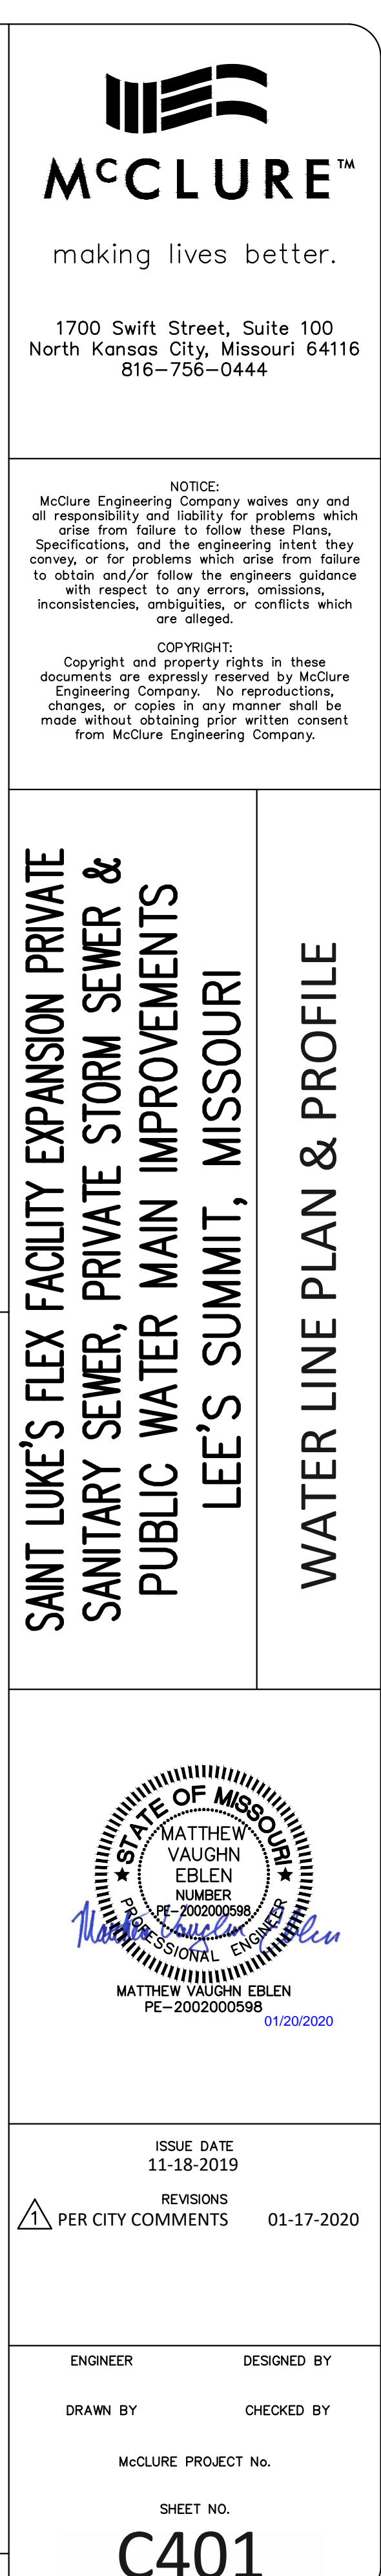 McCLURE™
making lives better.
1700 Swift Street, Suite 100
North Kansas City, Missouri 64116
816-756-0444
NOTICE:
McClure Engineering Company waives any and
all responsibility and liability for problems which
arise from failure to follow these Plans,
Specifications, and the engineering intent they
convey, or for problems which arise from failure
to obtain and/or follow the engineers guidance
with respect to any errors, omissions,
inconsistencies, ambiguities, or conflicts which
are alleged.
COPYRIGHT:
Copyright and property rights in these
documents are expressly reserved by McClure
Engineering Company. No reproductions,
changes, or copies in any manner shall be
made without obtaining prior written consent
from McClure Engineering Company.
SAINT LUKE'S FLEX FACILITY EXPANSION PRIVATE
SANITARY SEWER, PRIVATE STORM SEWER &
PUBLIC WATER MAIN IMPROVEMENTS
LEE'S SUMMIT, MISSOURI
WATER LINE PLAN & PROFILE
STATE OF MISSOURI
MATTHEW
VAUGHN
EBLEN
NUMBER
PE-2002000598
PROFESSIONAL ENGINEER
Matthew Vaughn Eblen
MATTHEW VAUGHN EBLEN
PE-2002000598
01/20/2020
ISSUE DATE
11-18-2019
REVISIONS
1 PER CITY COMMENTS 01-17-2020
ENGINEER DESIGNED BY
DRAWN BY CHECKED BY
McCLURE PROJECT No.
SHEET NO.
C401